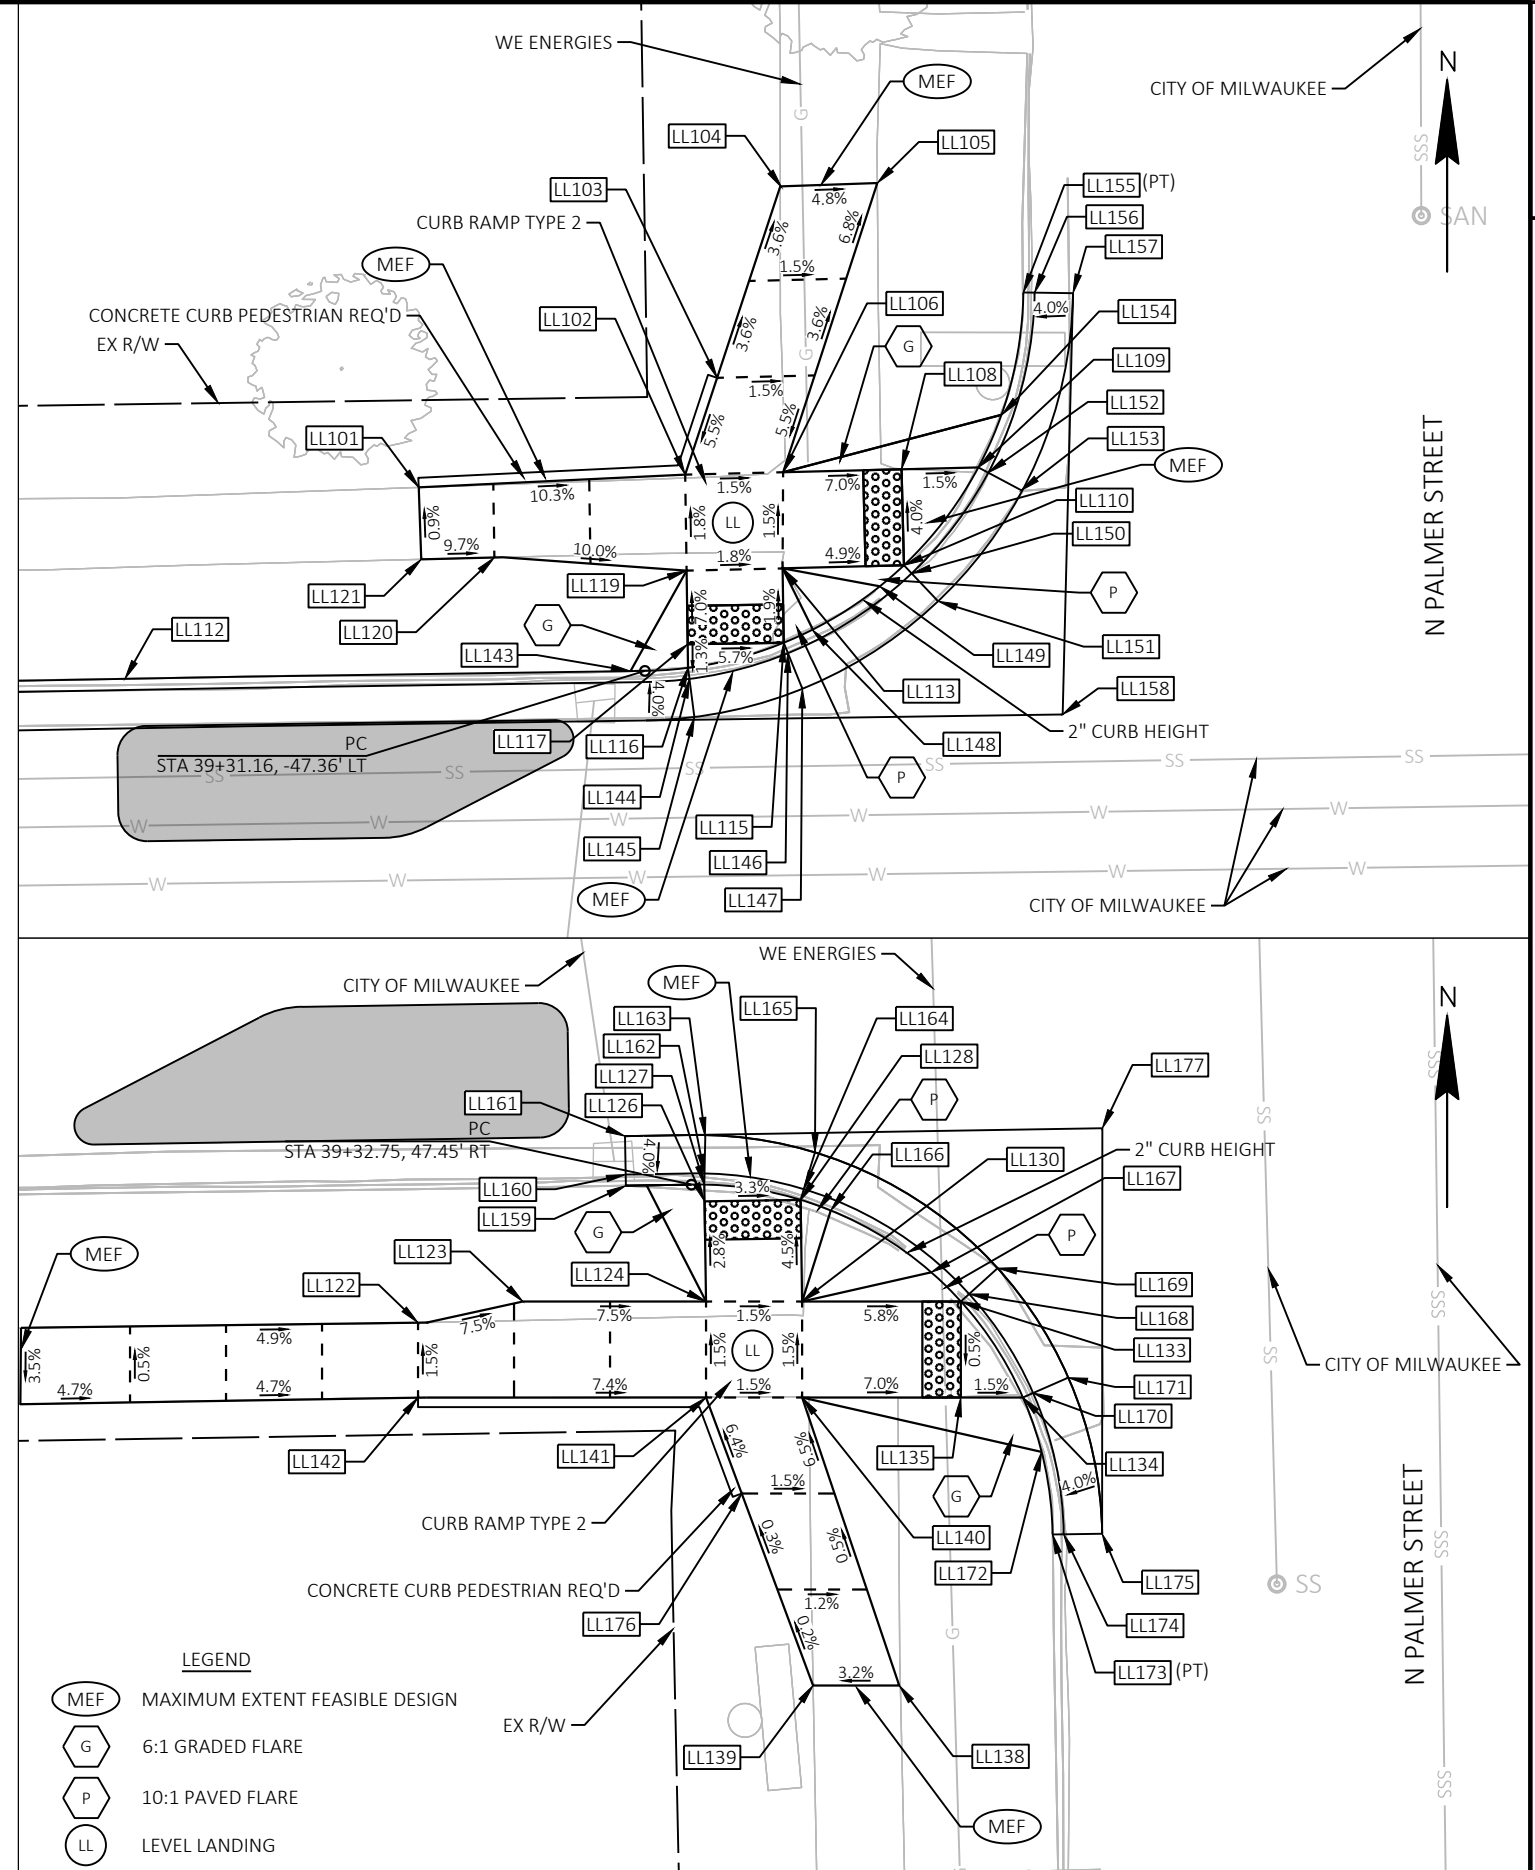 WE ENERGIES
MEF
CITY OF MILWAUKEE
N
G
SSS
LL104
LL105
LL103
4.8%
LL155 (PT)
LL156
SAN
CURB RAMP TYPE 2
3.6%
6.8%
LL157
MEF
1.5%
LL106
4.0%
LL154
CONCRETE CURB PEDESTRIAN REQ'D
LL102
3.6%
3.6%
EX R/W
G
G
LL109
LL108
1.5%
LL152
LL101
5.5%
5.5%
LL153
MEF
10.3%
1.5%
7.0%
1.5%
LL110
0.9%
1.8%
LL
1.5%
4.0%
LL150
9.7%
10.0%
1.8%
4.9%
N PALMER STREET
LL121
LL119
P
LL112
LL120
G
7.0%
1.9%
LL151
LL143
1.3%
5.7%
LL149
4.0%
LL113
LL158
PC
STA 39+31.16, -47.36' LT
LL117
LL116
LL148
2" CURB HEIGHT
SS
SS
SS
SS
SS
SS
P
LL144
W
W
W
W
W
W
LL115
LL145
LL146
W
W
W
W
W
W
MEF
LL147
CITY OF MILWAUKEE
WE ENERGIES
CITY OF MILWAUKEE
MEF
N
LL163
LL165
LL164
LL162
LL128
SSS
LL177
LL127
LL126
P
LL161
SS
PC
STA 39+32.75, 47.45' RT
4.0%
LL166
LL130
2" CURB HEIGHT
LL160
3.3%
LL167
LL159
G
P
MEF
LL123
2.8%
4.5%
LL124
LL122
LL169
7.5%
7.5%
1.5%
5.8%
SSS
LL168
4.9%
LL133
3.5%
0.5%
1.5%
1.5%
LL
1.5%
0.5%
SS
CITY OF MILWAUKEE
4.7%
4.7%
7.4%
1.5%
7.0%
1.5%
LL171
LL170
LL142
LL141
6.4%
6.5%
LL135
LL134
1.5%
4.0%
G
CURB RAMP TYPE 2
0.3%
0.5%
LL140
N PALMER STREET
SSS
LL172
CONCRETE CURB PEDESTRIAN REQ'D
SS
LL175
1.2%
LL176
0.2%
G
LL174
LEGEND
3.2%
LL173 (PT)
MEF MAXIMUM EXTENT FEASIBLE DESIGN
EX R/W
G 6:1 GRADED FLARE
LL139
LL138
SSS
P 10:1 PAVED FLARE
MEF
LL LEVEL LANDING